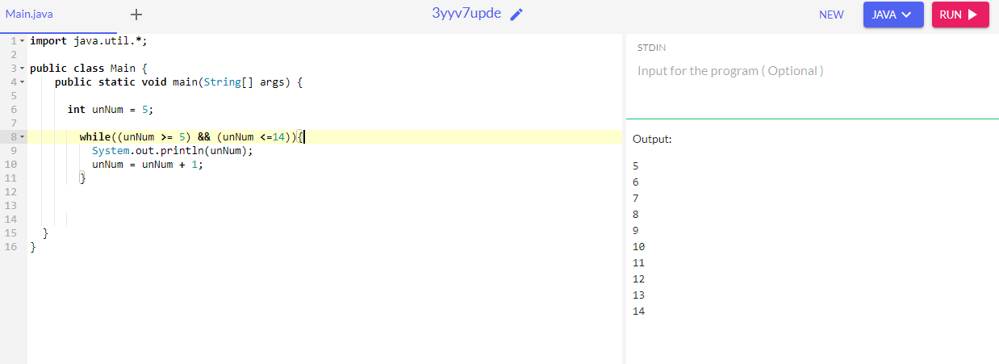 Main.java + 3yyv7upde NEW JAVA RUN
1 import java.util.*;
2
3 public class Main {
4 public static void main(String[] args) {
5
6 int unNum = 5;
7
8 while((unNum >= 5) && (unNum <=14)){
9 System.out.println(unNum);
10 unNum = unNum + 1;
11 }
12
13
14
15 }
16 }
STDIN
Input for the program ( Optional )
Output:
5
6
7
8
9
10
11
12
13
14